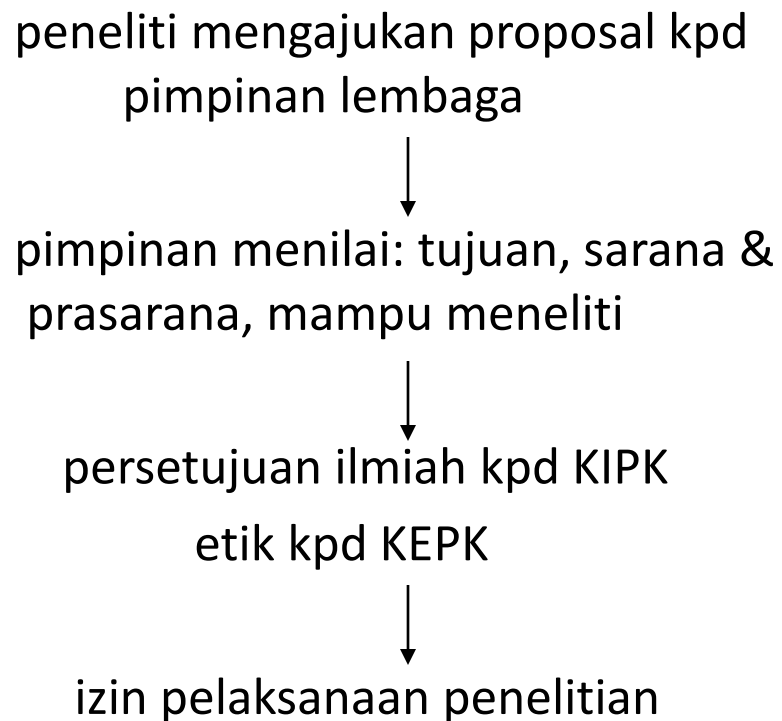 peneliti mengajukan proposal kpd
pimpinan lembaga
pimpinan menilai: tujuan, sarana &
prasarana, mampu meneliti
persetujuan ilmiah kpd KIPK
etik kpd KEPK
izin pelaksanaan penelitian